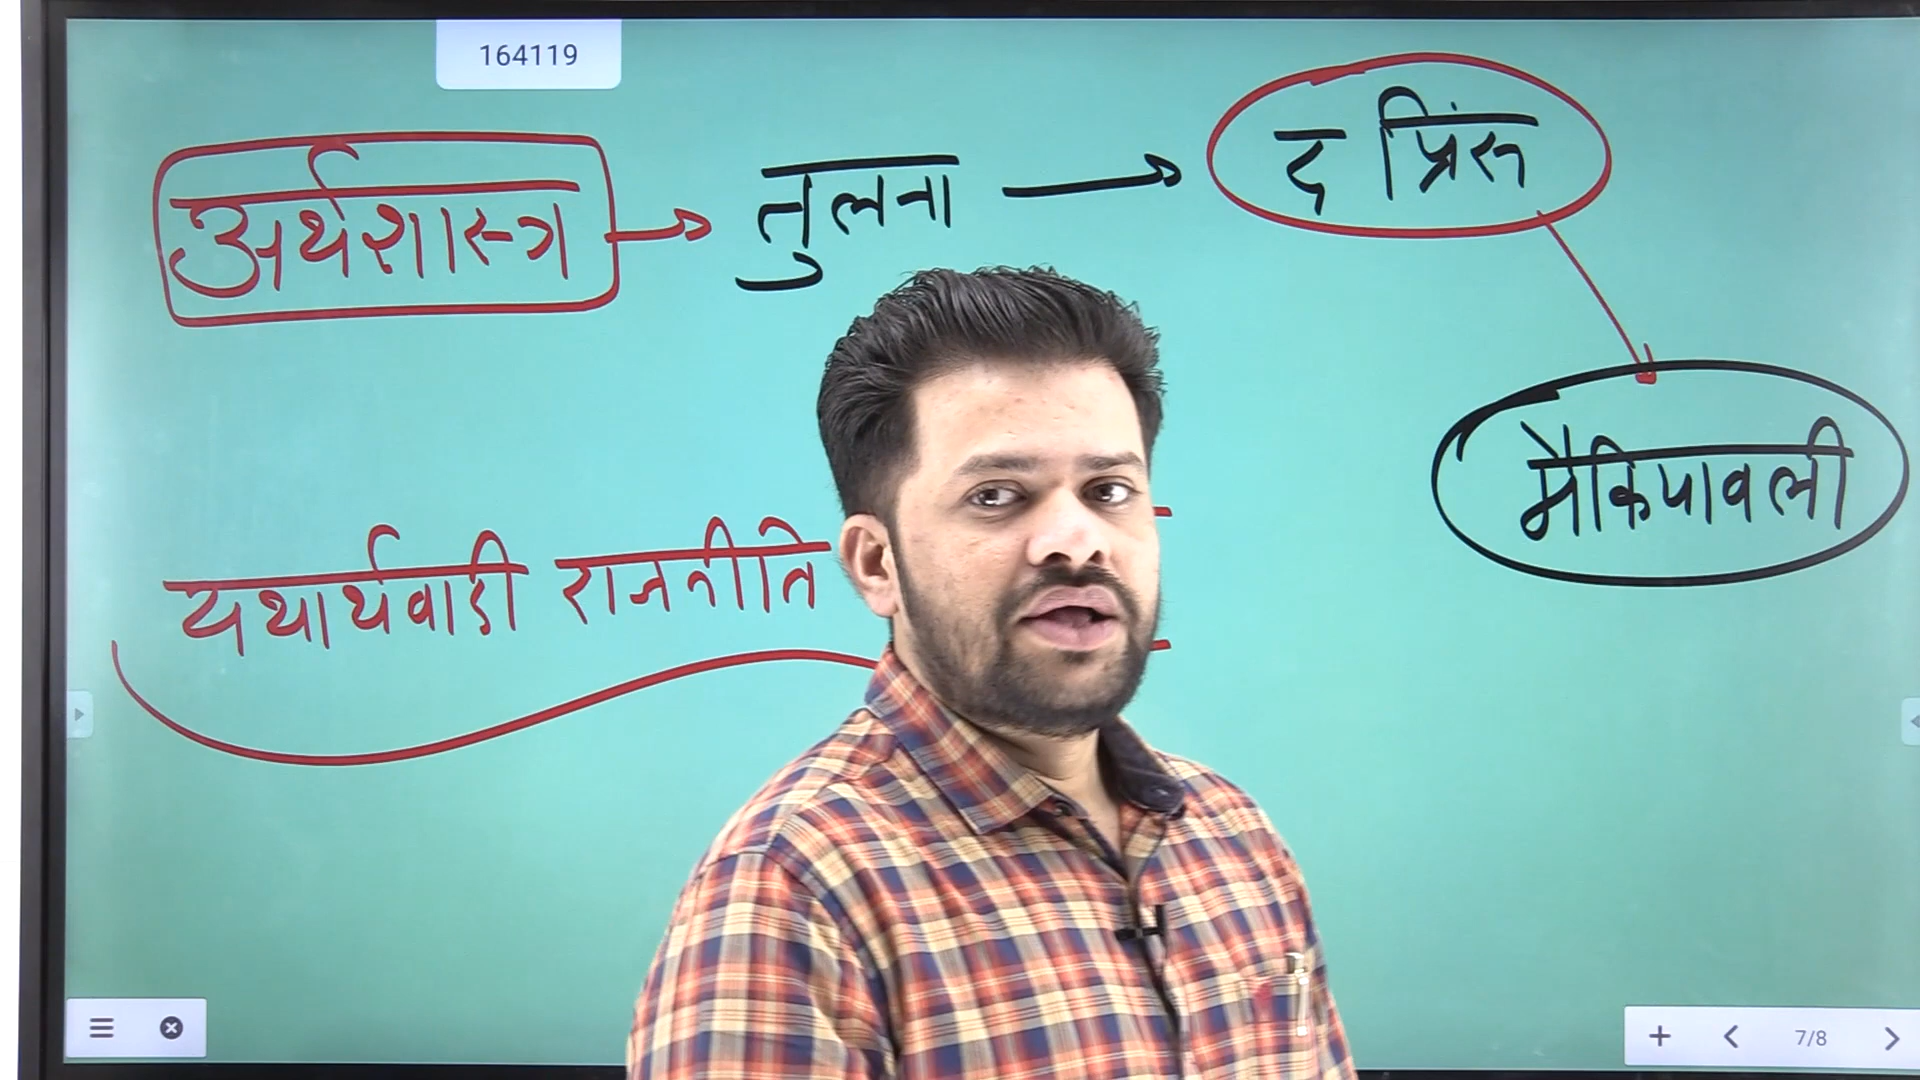 164119
अर्थशास्त्र → तुलना → द प्रिंस
मैकियावली
यथार्थवादी राजनीति
7/8